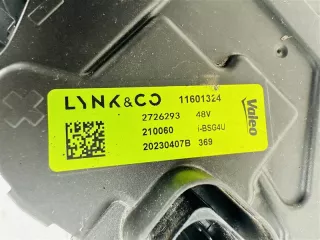 LYNK&CO 11601324
2726293 48V
210060 i-BSG4U
20230407B 369
Valeo